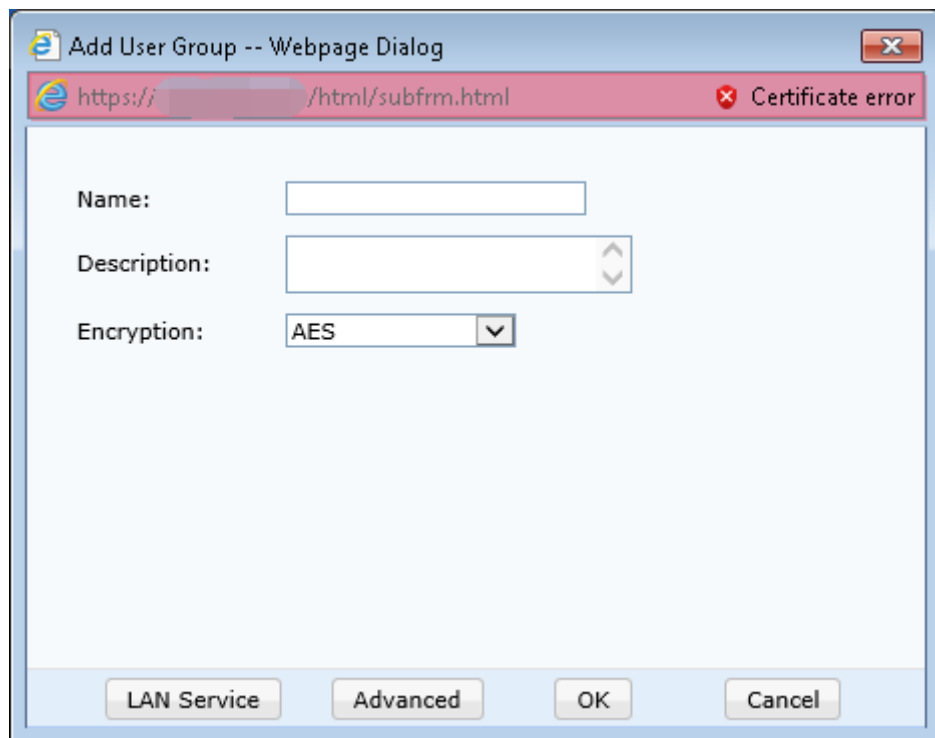 Add User Group -- Webpage Dialog
https:// /html/subfrm.html Certificate error
Name:
Description:
Encryption: AES
LAN Service Advanced OK Cancel